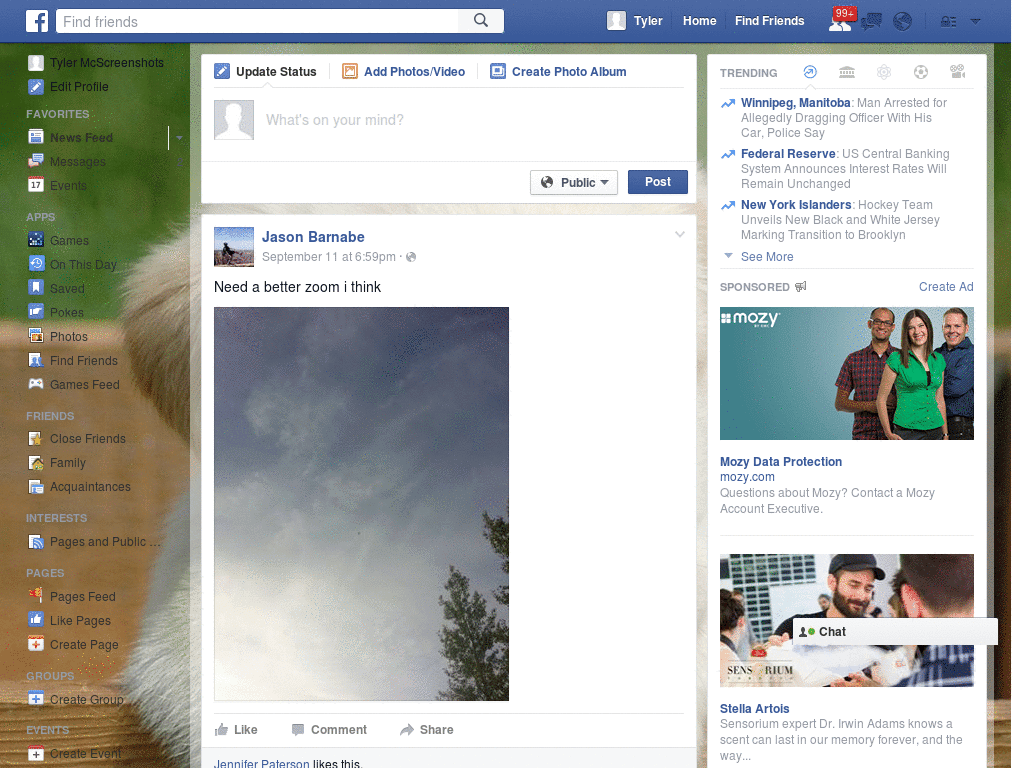 Find friends
Tyler
Home
Find Friends
99+
Tyler McScreenshots
Edit Profile
FAVORITES
News Feed
Messages
Events
17
APPS
Games
On This Day
Saved
Pokes
Photos
Find Friends
Games Feed
FRIENDS
Close Friends
Family
Acquaintances
INTERESTS
Pages and Public ...
PAGES
Pages Feed
Like Pages
Create Page
GROUPS
Create Group
EVENTS
Create Event
Update Status
Add Photos/Video
Create Photo Album
What's on your mind?
Public
Post
Jason Barnabe
September 11 at 6:59pm ·
Need a better zoom i think
Like
Comment
Share
Jennifer Paterson likes this.
TRENDING
Winnipeg, Manitoba: Man Arrested for
Allegedly Dragging Officer With His
Car, Police Say
Federal Reserve: US Central Banking
System Announces Interest Rates Will
Remain Unchanged
New York Islanders: Hockey Team
Unveils New Black and White Jersey
Marking Transition to Brooklyn
See More
SPONSORED
Create Ad
mozy
BY EMC
Mozy Data Protection
mozy.com
Questions about Mozy? Contact a Mozy
Account Executive.
Chat
SENSORIUM
Stella Artois
Sensorium expert Dr. Irwin Adams knows a
scent can last in our memory forever, and the
way...